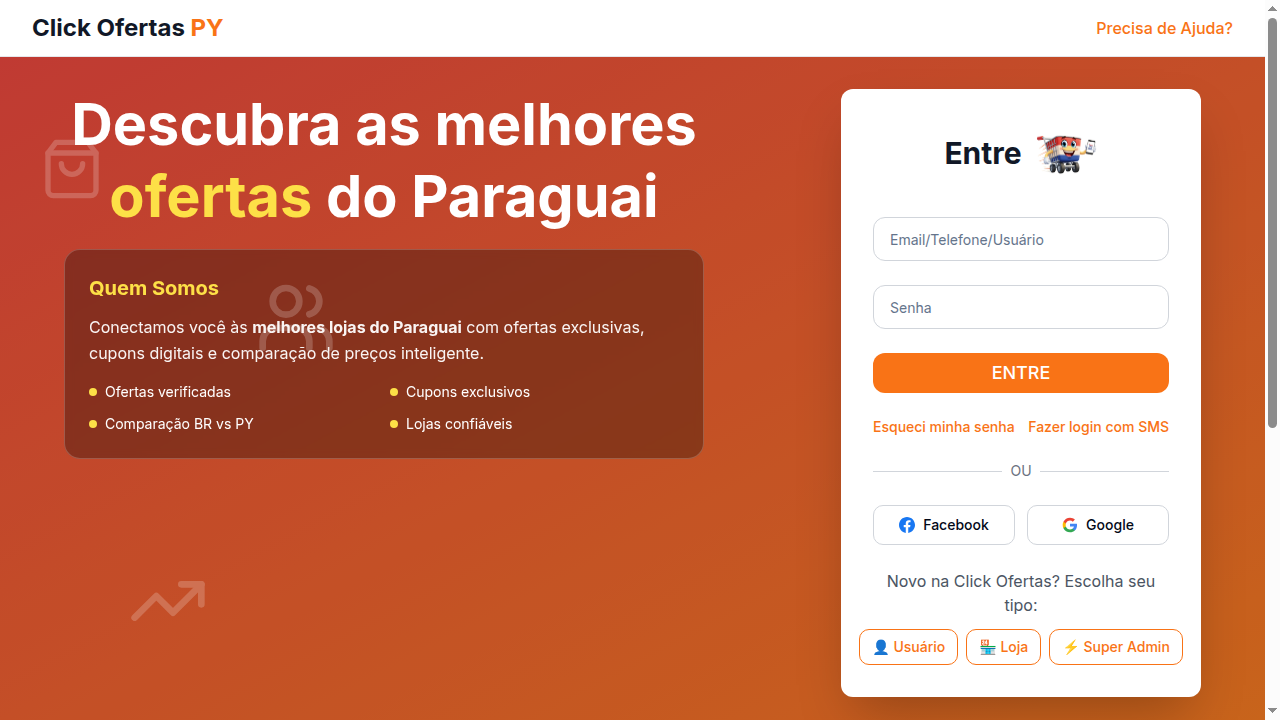 Click Ofertas PY
Precisa de Ajuda?
Descubra as melhores
ofertas do Paraguai
Quem Somos
Conectamos você às melhores lojas do Paraguai com ofertas exclusivas,
cupons digitais e comparação de preços inteligente.
Ofertas verificadas
Cupons exclusivos
Comparação BR vs PY
Lojas confiáveis
Entre
Email/Telefone/Usuário
Senha
ENTRE
Esqueci minha senha
Fazer login com SMS
OU
Facebook
Google
Novo na Click Ofertas? Escolha seu
tipo:
👤 Usuário
🏪 Loja
⚡ Super Admin